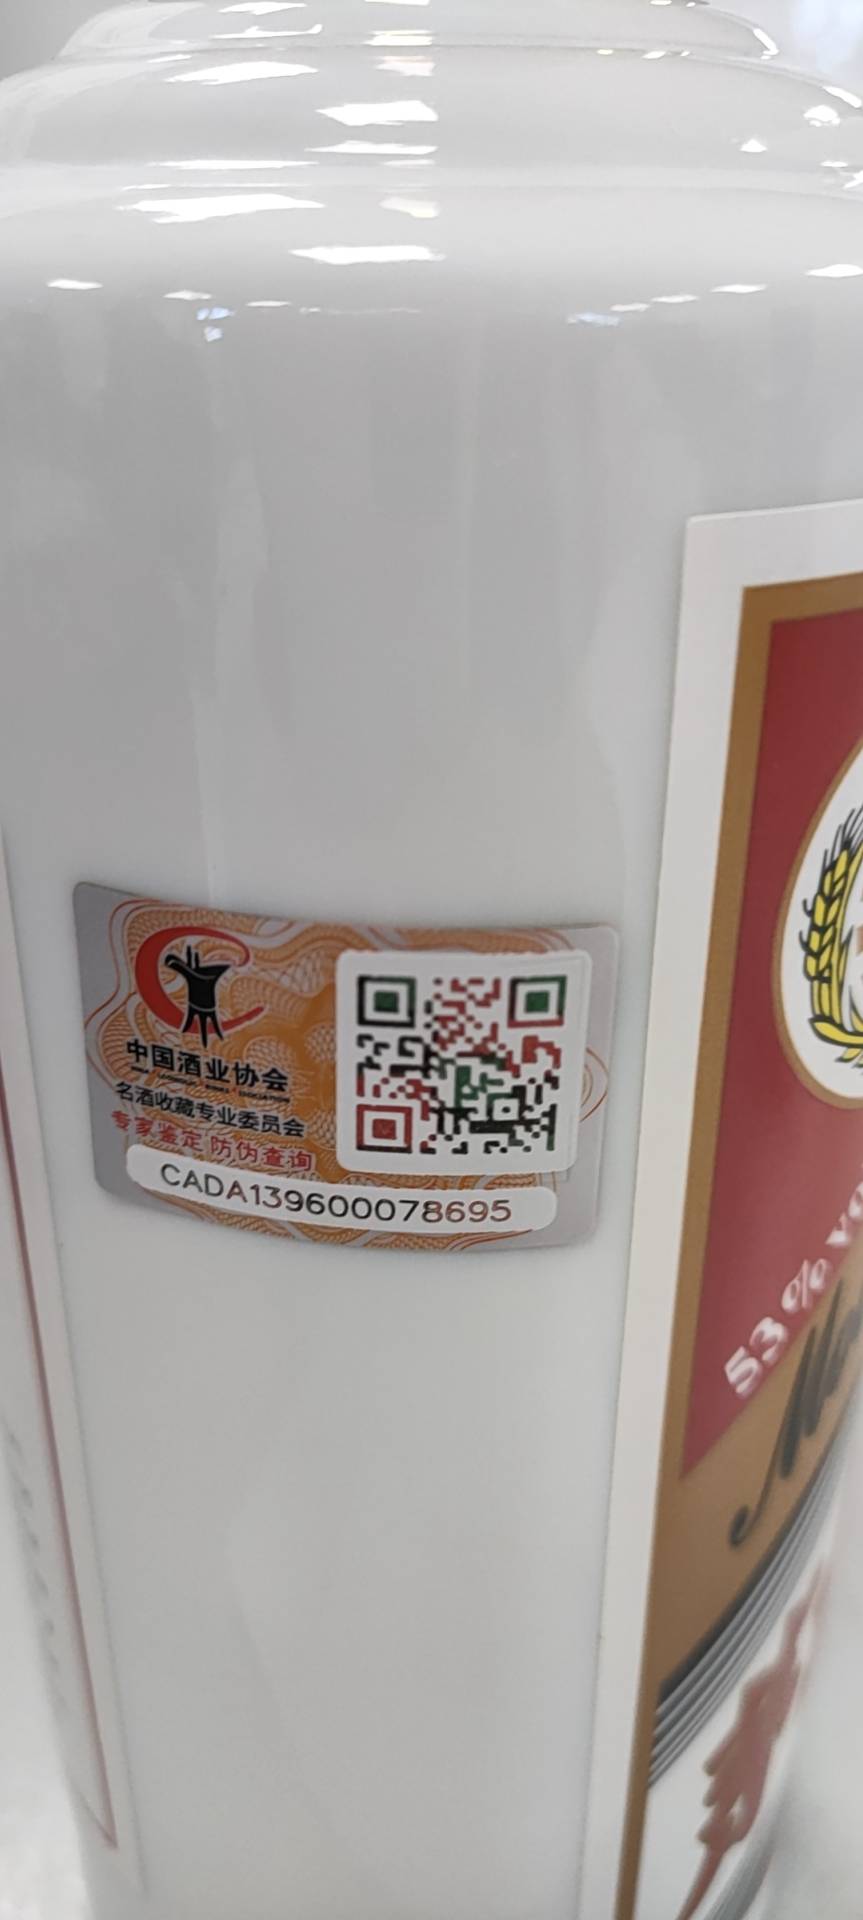 中国酒业协会
名酒收藏专业委员会
专家鉴定 防伪查询
CADA139600078695
53%